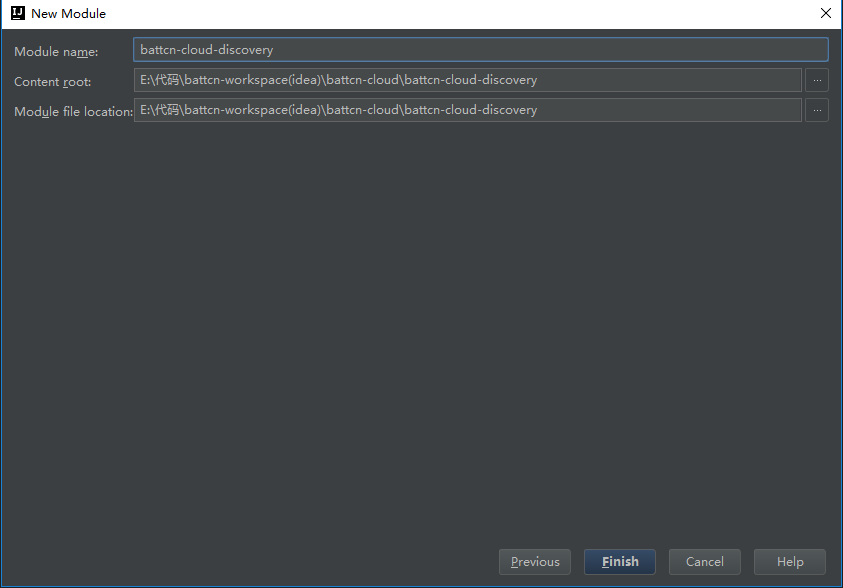 IJ New Module
Module name: battcn-cloud-discovery
Content root: E:\代码\battcn-workspace(idea)\battcn-cloud\battcn-cloud-discovery ...
Module file location: E:\代码\battcn-workspace(idea)\battcn-cloud\battcn-cloud-discovery ...
Previous Finish Cancel Help